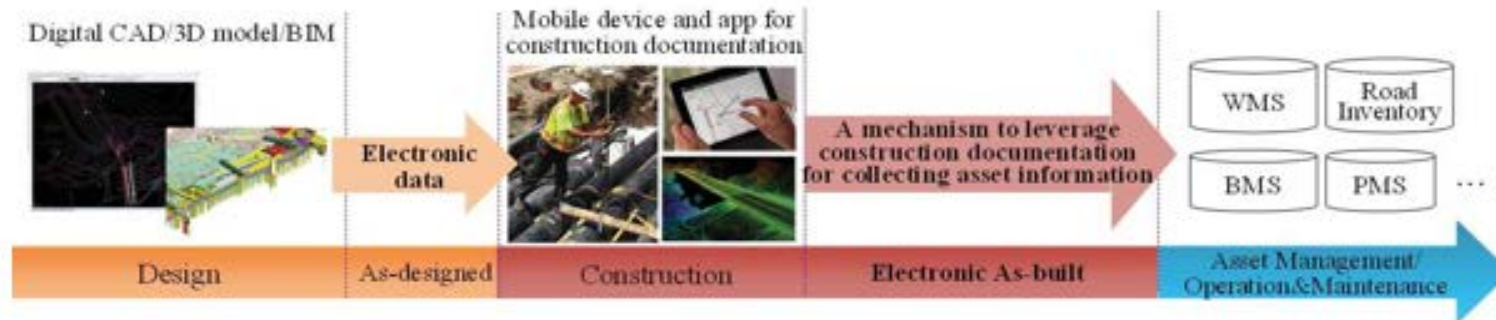 Digital CAD/3D model/BIM
Mobile device and app for
construction documentation
Electronic
data
A mechanism to leverage
construction documentation
for collecting asset information
WMS
Road
Inventory
BMS
PMS
...
Design
As-designed
Construction
Electronic As-built
Asset Management/
Operation&Maintenance